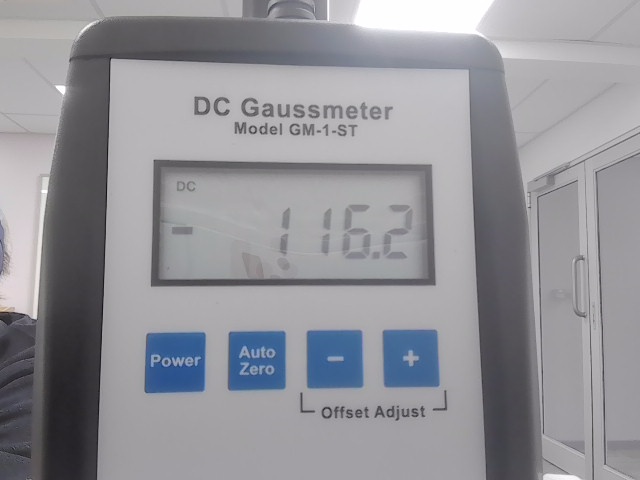 DC Gaussmeter
Model GM-1-ST
DC
- 116.2
Power
Auto
Zero
-
+
Offset Adjust